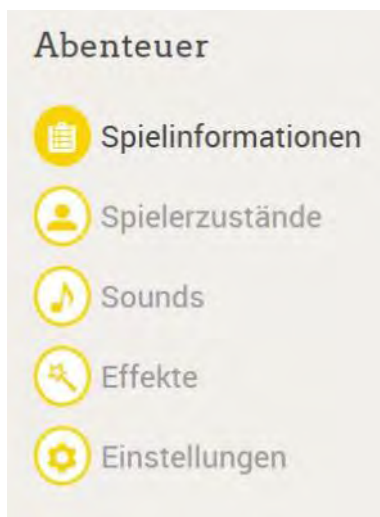 Abenteuer
Spielinformationen
Spielerzustände
Sounds
Effekte
Einstellungen